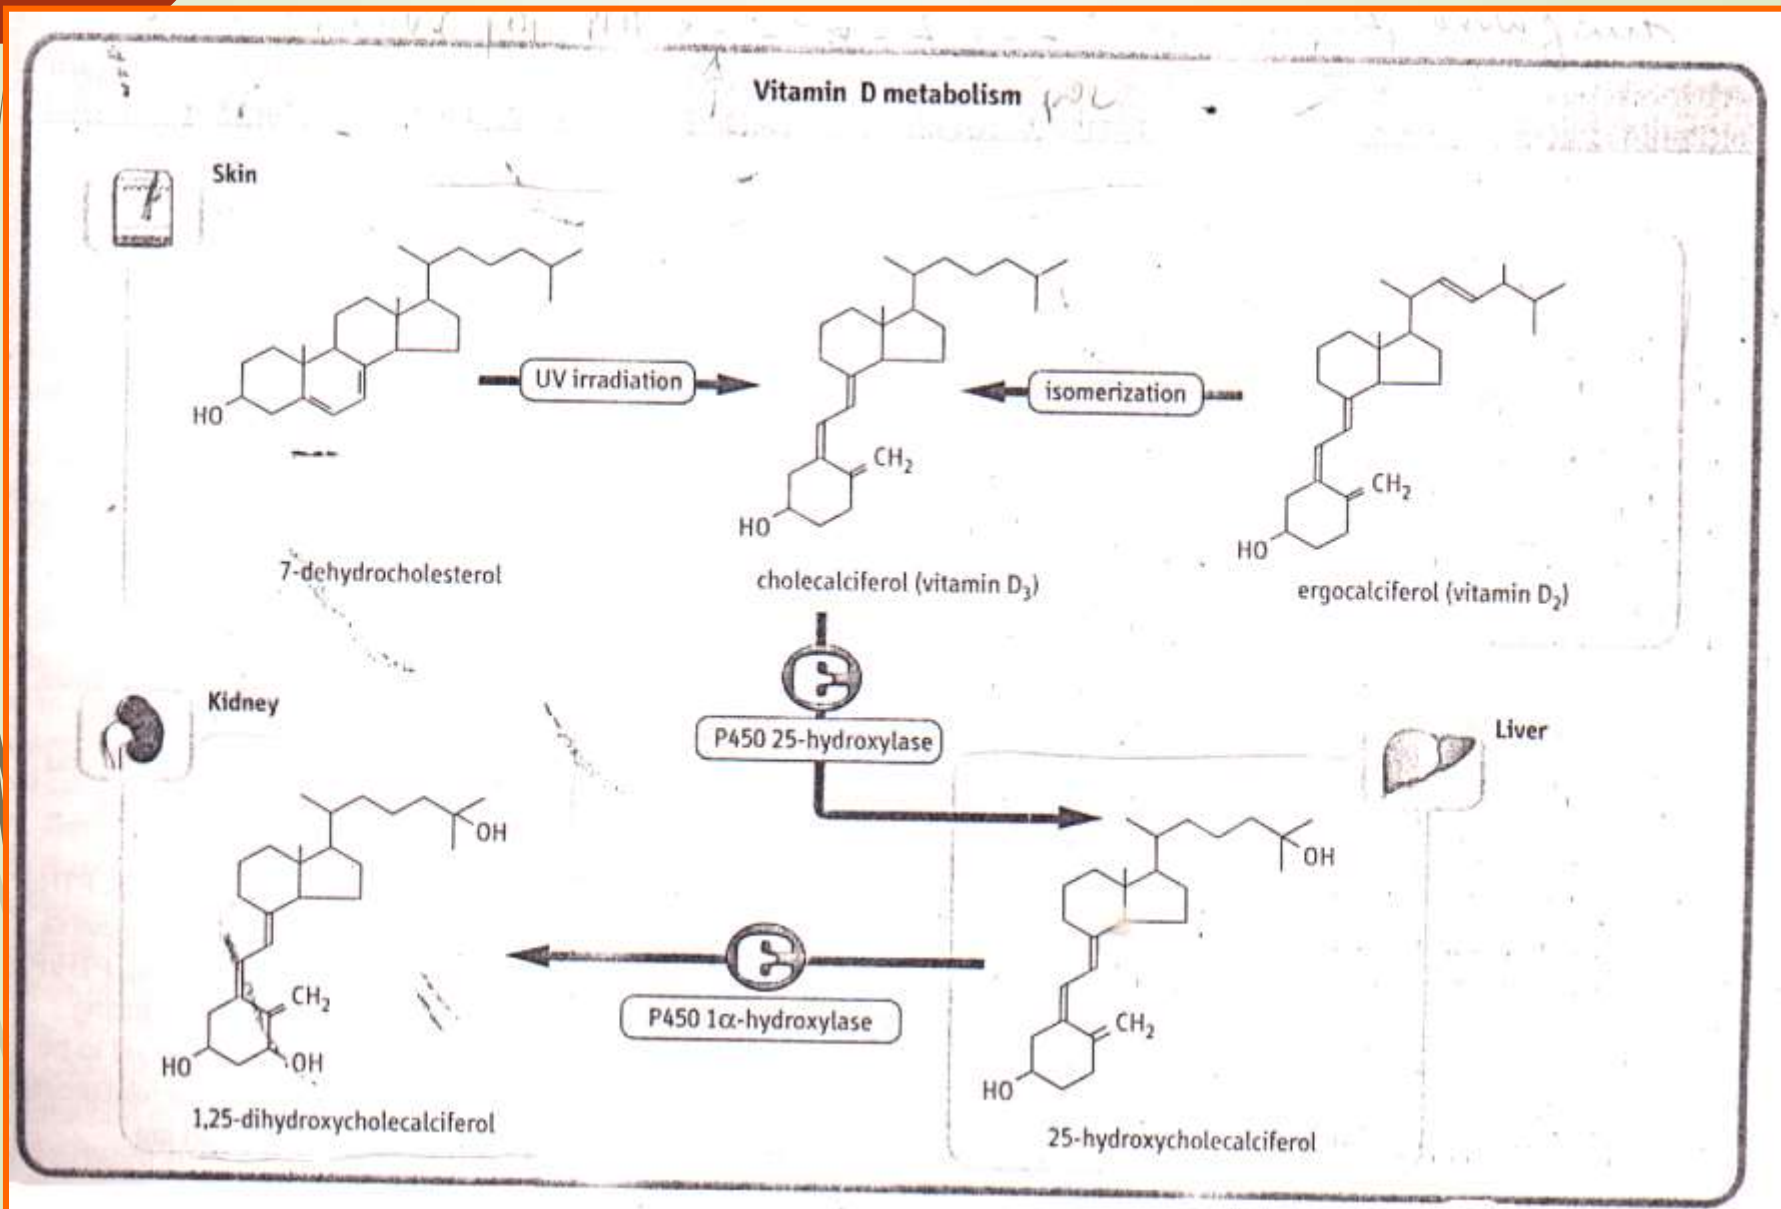 Vitamin D metabolism
Skin
HO
UV irradiation
CH₂
HO
isomerization
CH₂
HO
7-dehydrocholesterol
cholecalciferol (vitamin D₃)
ergocalciferol (vitamin D₂)
Kidney
P450 25-hydroxylase
Liver
OH
OH
CH₂
HO
OH
P450 1α-hydroxylase
CH₂
HO
1,25-dihydroxycholecalciferol
25-hydroxycholecalciferol